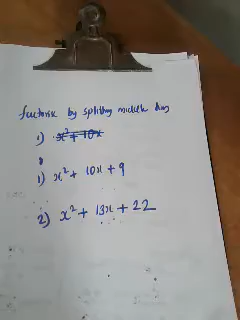 factorise by splitting middle term
1) x² + 10x
1) x² + 10x + 9
2) x² + 13x + 22